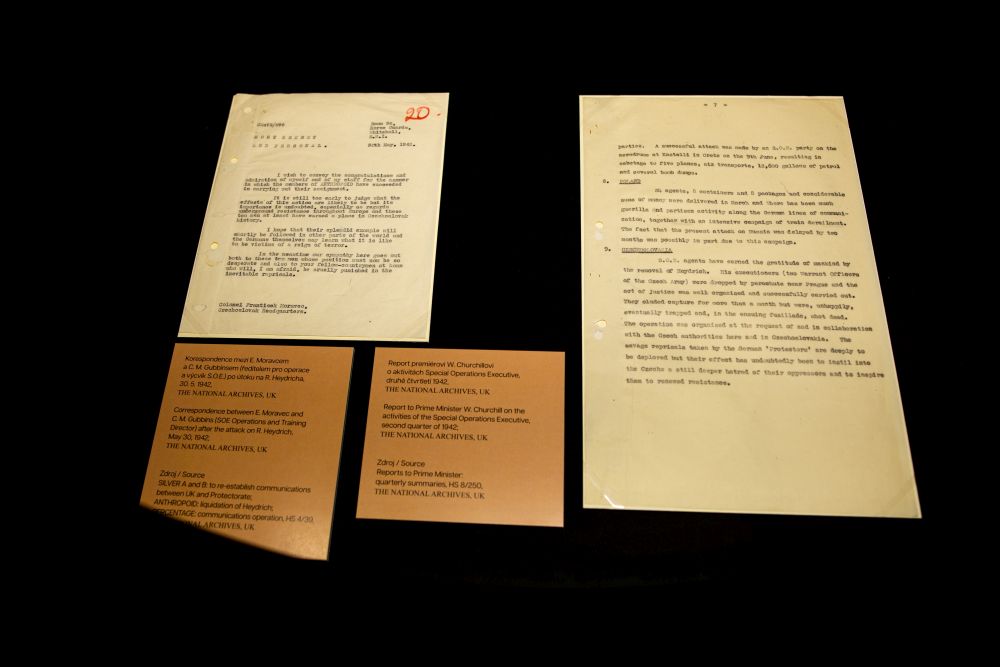 20.
MOST SECRET
AND PERSONAL.
Room 98,
Horse Guards,
Whitehall,
S.W.1.
30th May, 1942.
I wish to convey the congratulations and
admiration of myself and of my staff for the manner
in which the members of ANTHROPOID have succeeded
in carrying out their assignment.
It is still too early to judge what the
effects of this action are likely to be but its
importance is undoubted, especially as regards
underground resistance throughout Europe and these
two men at least have earned a place in Czechoslovak
history.
I hope that their splendid example will
shortly be followed in other parts of the world and
the Germans themselves may learn what it is like
to be victims of a reign of terror.
In the meantime our sympathy here goes out
both to these two men whose position must now be so
desperate and also to your fellow-countrymen at home
who will, I am afraid, be cruelly punished in the
inevitable reprisals.
Colonel Frantisek Moravec,
Czechoslovak Headquarters.
Korespondence mezi E. Moravcem
a C. M. Gubbinsem (ředitelem pro operace
a výcvik S.O.E.) po útoku na R. Heydricha,
30. 5. 1942,
THE NATIONAL ARCHIVES, UK
Correspondence between E. Moravec and
C. M. Gubbins (SOE Operations and Training
Director) after the attack on R. Heydrich,
May 30, 1942;
THE NATIONAL ARCHIVES, UK
Zdroj / Source
SILVER A and B: to re-establish communications
between UK and Protectorate;
ANTHROPOID: liquidation of Heydrich;
PERCENTAGE: communications operation, HS 4/39,
NATIONAL ARCHIVES, UK
Report premiérovi W. Churchillovi
o aktivitách Special Operations Executive,
druhé čtvrtletí 1942,
THE NATIONAL ARCHIVES, UK
Report to Prime Minister W. Churchill on the
activities of the Special Operations Executive,
second quarter of 1942;
THE NATIONAL ARCHIVES, UK
Zdroj / Source
Reports to Prime Minister:
quarterly summaries, HS 8/250,
THE NATIONAL ARCHIVES, UK
- 7 -
parties. A successful attack was made by an S.O.E. party on the
aerodrome at Kastelli in Crete on the 9th June, resulting in
sabotage to five planes, six transports, 12,500 gallons of petrol
and several bomb dumps.
8. POLAND
24 agents, 5 containers and 8 packages and considerable
sums of money were delivered in March and there has been much
guerilla and partisan activity along the German lines of communi-
cation, together with an intensive campaign of train derailment.
The fact that the present attack on Russia was delayed by two
months was possibly in part due to this campaign.
9. CZECHOSLOVAKIA
S.O.E. agents have earned the gratitude of mankind by
the removal of Heydrich. His executioners (two Warrant Officers
of the Czech Army) were dropped by parachute near Prague and the
act of justice was well organised and successfully carried out.
They eluded capture for more than a month but were, unhappily,
eventually trapped and, in the ensuing fusillade, shot dead.
The operation was organised at the request of and in collaboration
with the Czech authorities here and in Czechoslovakia. The
savage reprisals taken by the German 'Protectors' are deeply to
be deplored but their effect has undoubtedly been to instil into
the Czechs a still deeper hatred of their oppressors and to inspire
them to renewed resistance.